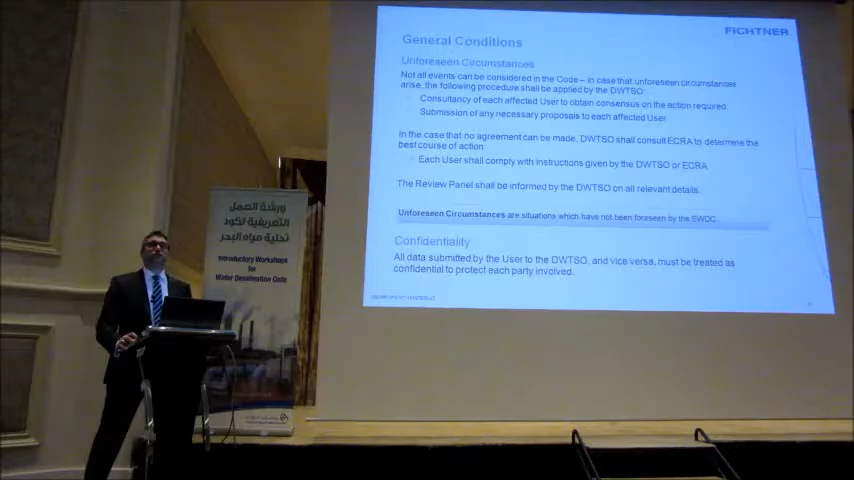 FICHTNER
General Conditions
Unforeseen Circumstances
Not all events can be considered in the Code – in case that unforeseen circumstances
arise, the following procedure shall be applied by the DWTSO:
Consultancy of each affected User to obtain consensus on the action required
Submission of any necessary proposals to each affected User
In the case that no agreement can be made, DWTSO shall consult ECRA to determine the
best course of action
Each User shall comply with instructions given by the DWTSO or ECRA
The Review Panel shall be informed by the DWTSO on all relevant details.
Unforeseen Circumstances are situations which have not been foreseen by the SWDC.
Confidentiality
All data submitted by the User to the DWTSO, and vice versa, must be treated as
confidential to protect each party involved.
ورشة العمل
التعريفية لكود
تحلية مياه البحر
Introductory Workshops
for
Water Desalination Code